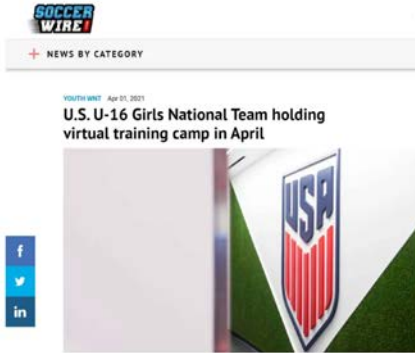 SOCCER
WIRE!
+ NEWS BY CATEGORY
YOUTH WNT Apr 01, 2021
U.S. U-16 Girls National Team holding
virtual training camp in April
USA
f
in